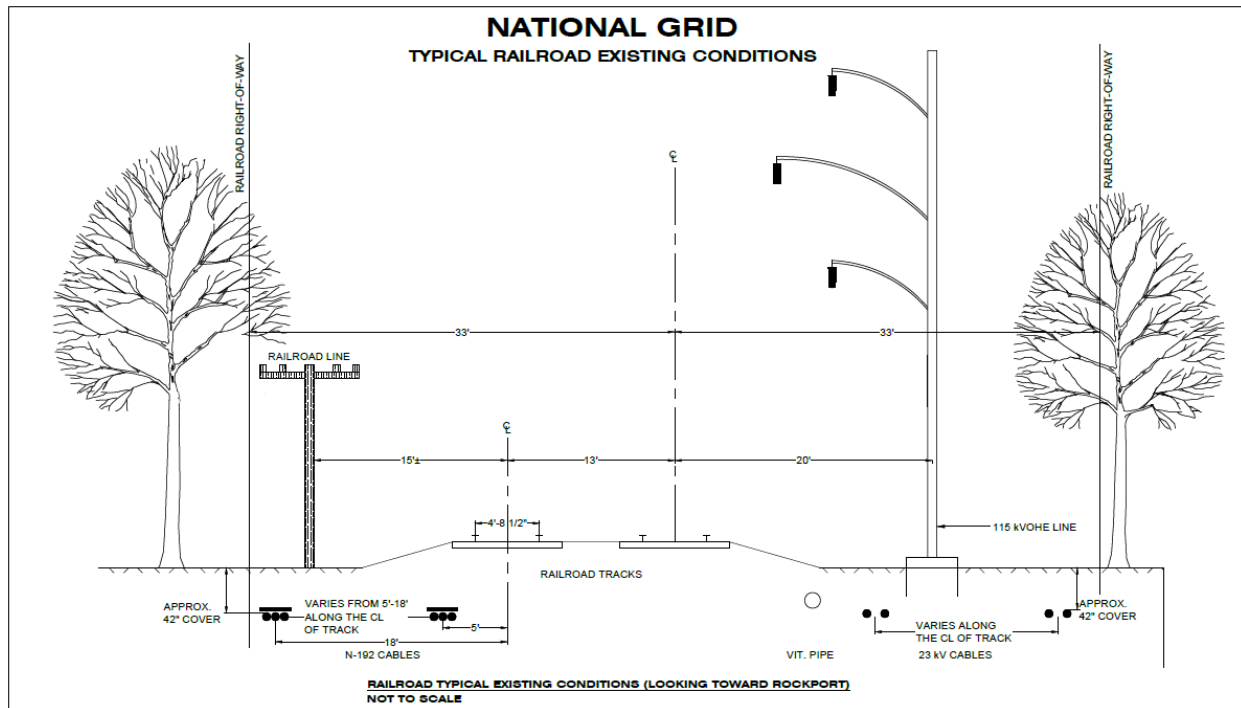 NATIONAL GRID
TYPICAL RAILROAD EXISTING CONDITIONS
RAILROAD RIGHT-OF-WAY
RAILROAD RIGHT-OF-WAY
℄
33'
33'
RAILROAD LINE
℄
15'±
13'
20'
4'-8 1/2"
115 kVOHE LINE
RAILROAD TRACKS
APPROX.
42" COVER
VARIES FROM 5'-18'
ALONG THE CL
OF TRACK
5'
18'
N-192 CABLES
VIT. PIPE
VARIES ALONG
THE CL OF TRACK
23 kV CABLES
APPROX.
42" COVER
RAILROAD TYPICAL EXISTING CONDITIONS (LOOKING TOWARD ROCKPORT)
NOT TO SCALE